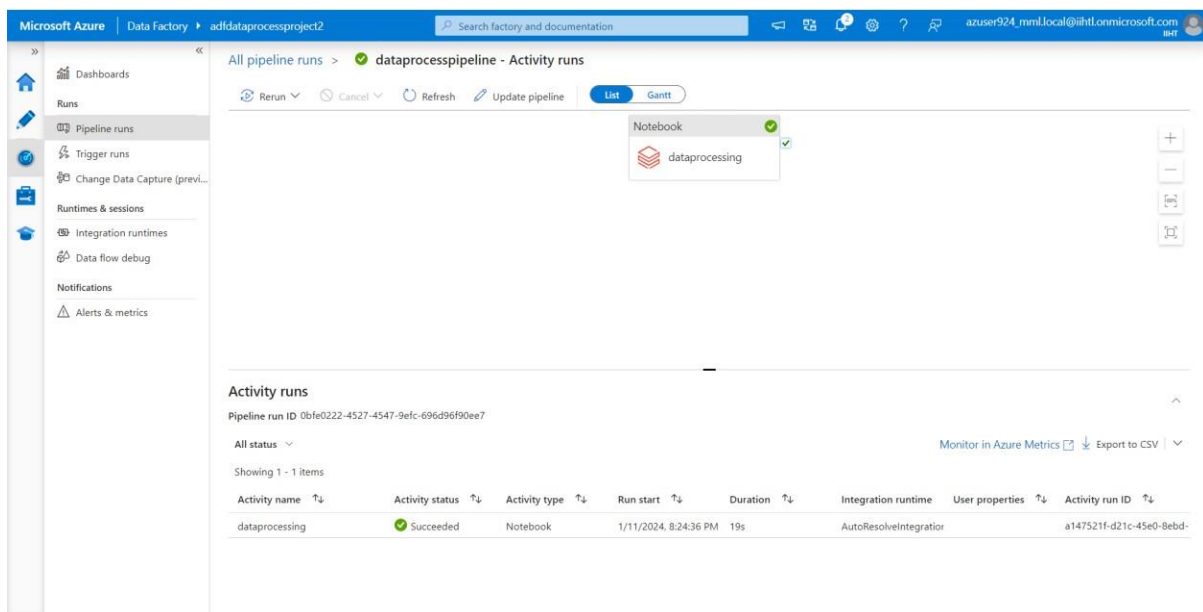 Microsoft Azure | Data Factory ▸ adfdataprocessproject2
Search factory and documentation
2
azuser924_mml.local@iihtl.onmicrosoft.com
IIHT
Dashboards
Runs
Pipeline runs
Trigger runs
Change Data Capture (previ...
Runtimes & sessions
Integration runtimes
Data flow debug
Notifications
Alerts & metrics
All pipeline runs > dataprocesspipeline - Activity runs
Rerun Cancel Refresh Update pipeline List Gantt
Notebook
dataprocessing
Activity runs
Pipeline run ID 0bfe0222-4527-4547-9efc-696d96f90ee7
All status
Monitor in Azure Metrics Export to CSV
Showing 1 - 1 items
Activity name Activity status Activity type Run start Duration Integration runtime User properties Activity run ID
dataprocessing Succeeded Notebook 1/11/2024, 8:24:36 PM 19s AutoResolveIntegration a147521f-d21c-45e0-8ebd-